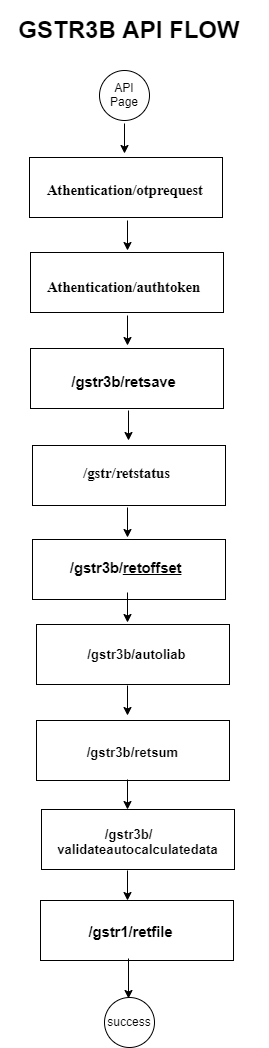 GSTR3B API FLOW
API
Page
Athentication/otprequest
Athentication/authtoken
/gstr3b/retsave
/gstr/retstatus
/gstr3b/retoffset
/gstr3b/autoliab
/gstr3b/retsum
/gstr3b/
validateautocalculatedata
/gstr1/retfile
success